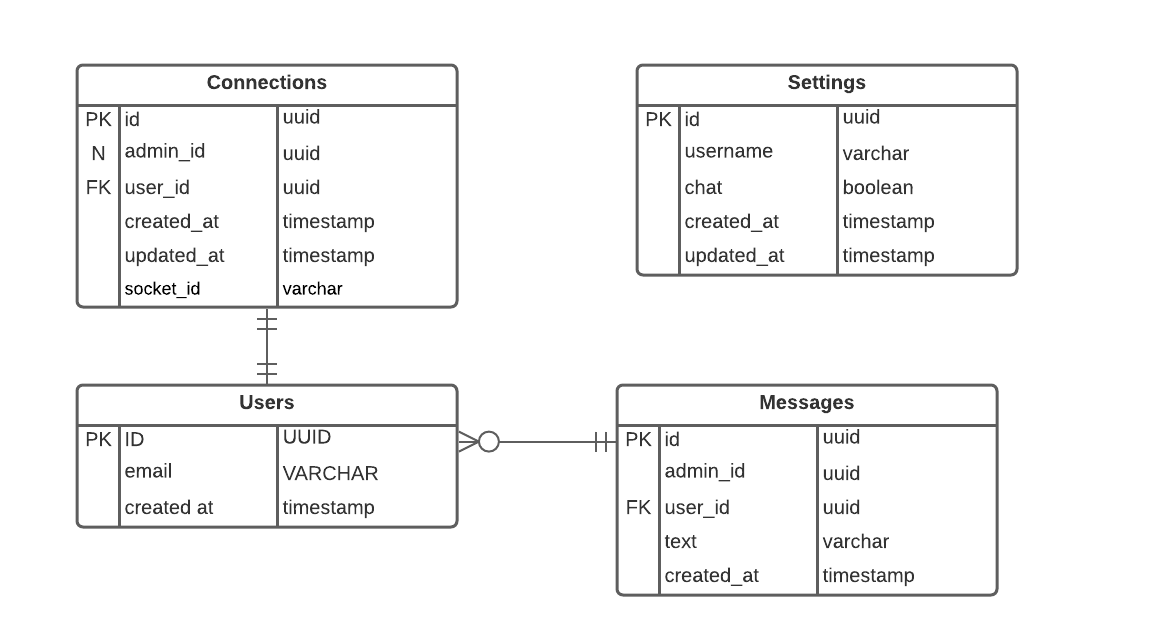 Connections
PK id uuid
N admin_id uuid
FK user_id uuid
created_at timestamp
updated_at timestamp
socket_id varchar
Settings
PK id uuid
username varchar
chat boolean
created_at timestamp
updated_at timestamp
Users
PK ID UUID
email VARCHAR
created at timestamp
Messages
PK id uuid
admin_id uuid
FK user_id uuid
text varchar
created_at timestamp